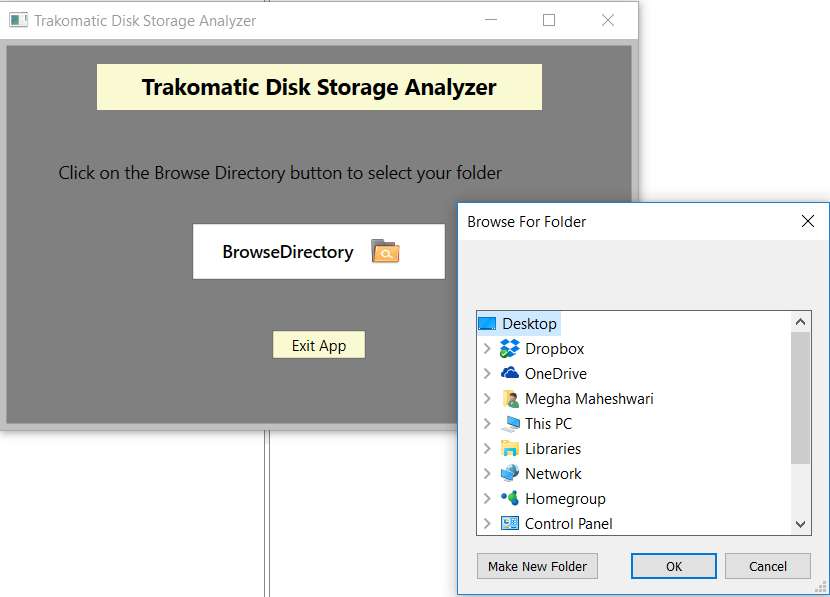 Trakomatic Disk Storage Analyzer
Trakomatic Disk Storage Analyzer
Click on the Browse Directory button to select your folder
BrowseDirectory
Exit App
Browse For Folder
Desktop
Dropbox
OneDrive
Megha Maheshwari
This PC
Libraries
Network
Homegroup
Control Panel
Make New Folder
OK
Cancel